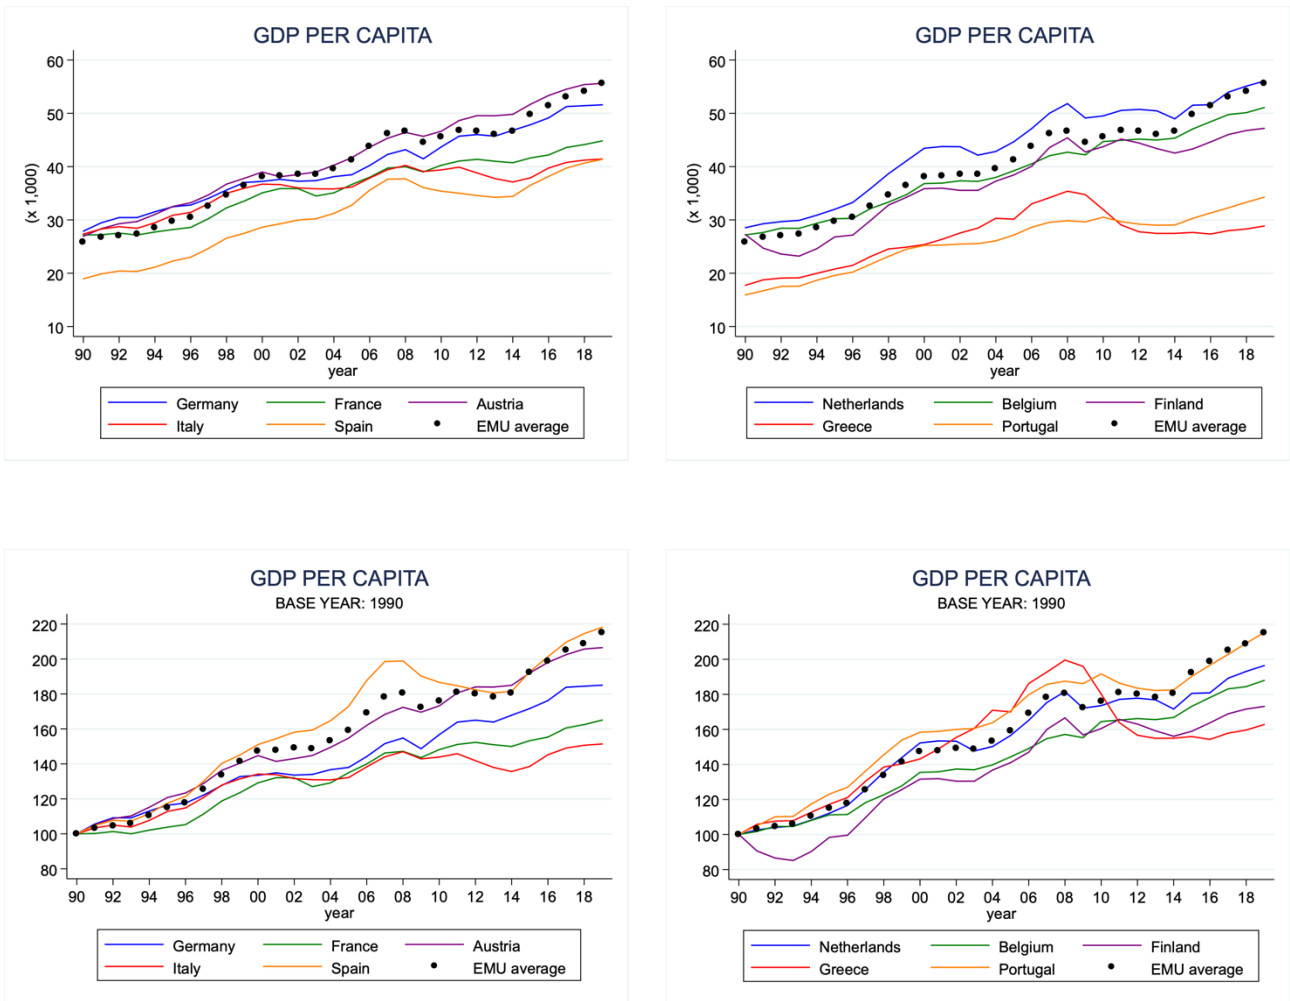 GDP PER CAPITA
60
50
40
30
20
10
(x 1,000)
90 92 94 96 98 00 02 04 06 08 10 12 14 16 18
year
Germany France Austria
Italy Spain EMU average
GDP PER CAPITA
60
50
40
30
20
10
(x 1,000)
90 92 94 96 98 00 02 04 06 08 10 12 14 16 18
year
Netherlands Belgium Finland
Greece Portugal EMU average
GDP PER CAPITA
BASE YEAR: 1990
220
200
180
160
140
120
100
80
90 92 94 96 98 00 02 04 06 08 10 12 14 16 18
year
Germany France Austria
Italy Spain EMU average
GDP PER CAPITA
BASE YEAR: 1990
220
200
180
160
140
120
100
80
90 92 94 96 98 00 02 04 06 08 10 12 14 16 18
year
Netherlands Belgium Finland
Greece Portugal EMU average